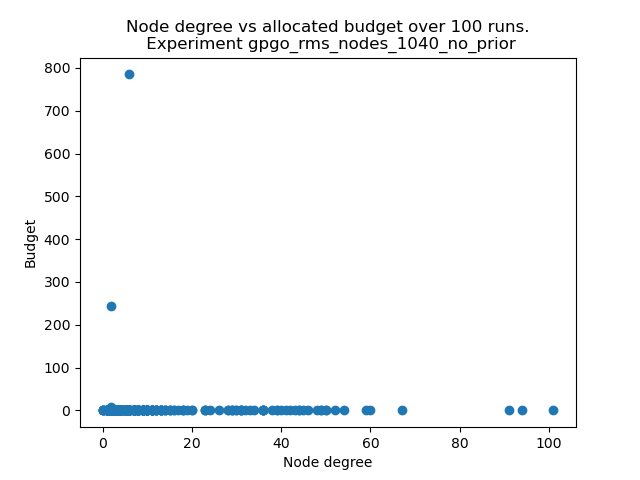 Node degree vs allocated budget over 100 runs.
Experiment gpgo_rms_nodes_1040_no_prior
800
700
600
500
400
300
200
100
0
Budget
0 20 40 60 80 100
Node degree